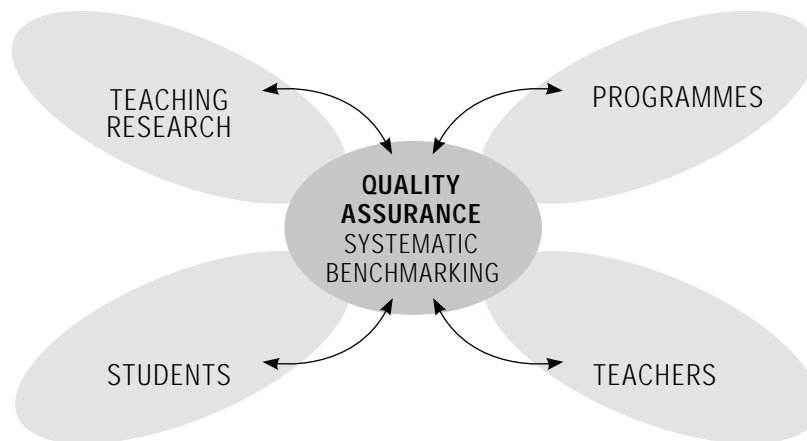 TEACHING
RESEARCH
PROGRAMMES
QUALITY
ASSURANCE
SYSTEMATIC
BENCHMARKING
STUDENTS
TEACHERS